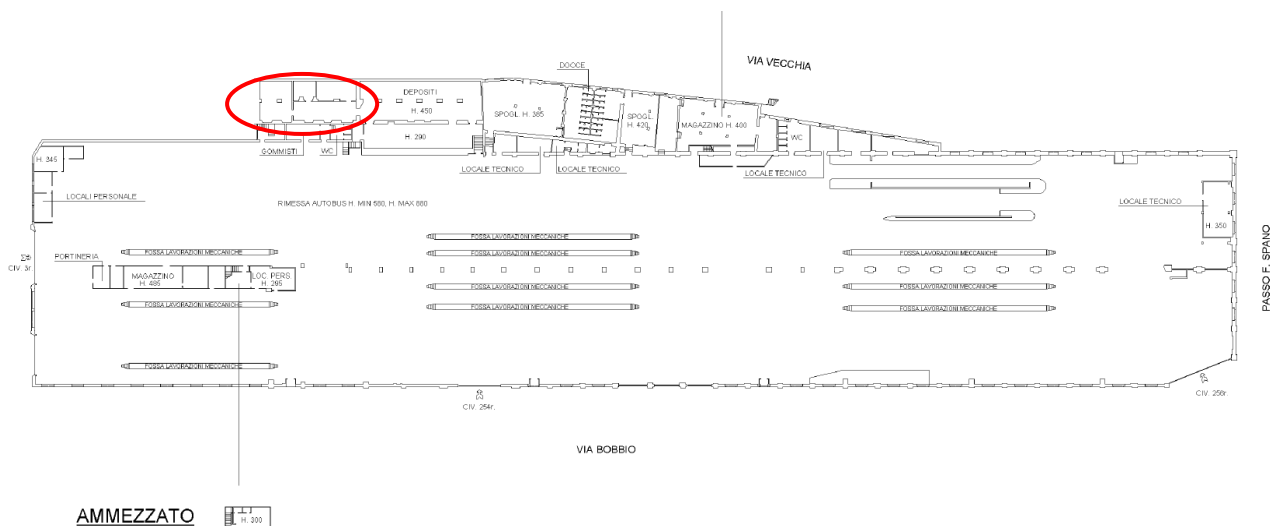 VIA VECCHIA
DOCCE
DEPOSITI
H. 450
SPOGL. H. 365
SPOGL.
H. 420
MAGAZZINO H. 400
H. 290
WC
GOMMISTI
WC
H. 345
LOCALE TECNICO
LOCALE TECNICO
LOCALE TECNICO
LOCALI PERSONALE
RIMESSA AUTOBUS H. MIN 580, H. MAX 880
LOCALE TECNICO
H. 350
FOSSA LAVORAZIONI MECCANICHE
FOSSA LAVORAZIONI MECCANICHE
FOSSA LAVORAZIONI MECCANICHE
FOSSA LAVORAZIONI MECCANICHE
PORTINERIA
CIV. 3r.
MAGAZZINO
H. 485
LOC. PERS.
H. 295
FOSSA LAVORAZIONI MECCANICHE
FOSSA LAVORAZIONI MECCANICHE
FOSSA LAVORAZIONI MECCANICHE
FOSSA LAVORAZIONI MECCANICHE
FOSSA LAVORAZIONI MECCANICHE
FOSSA LAVORAZIONI MECCANICHE
PASSO F. SPANO
CIV. 254r.
CIV. 256r.
VIA BOBBIO
AMMEZZATO
H. 300